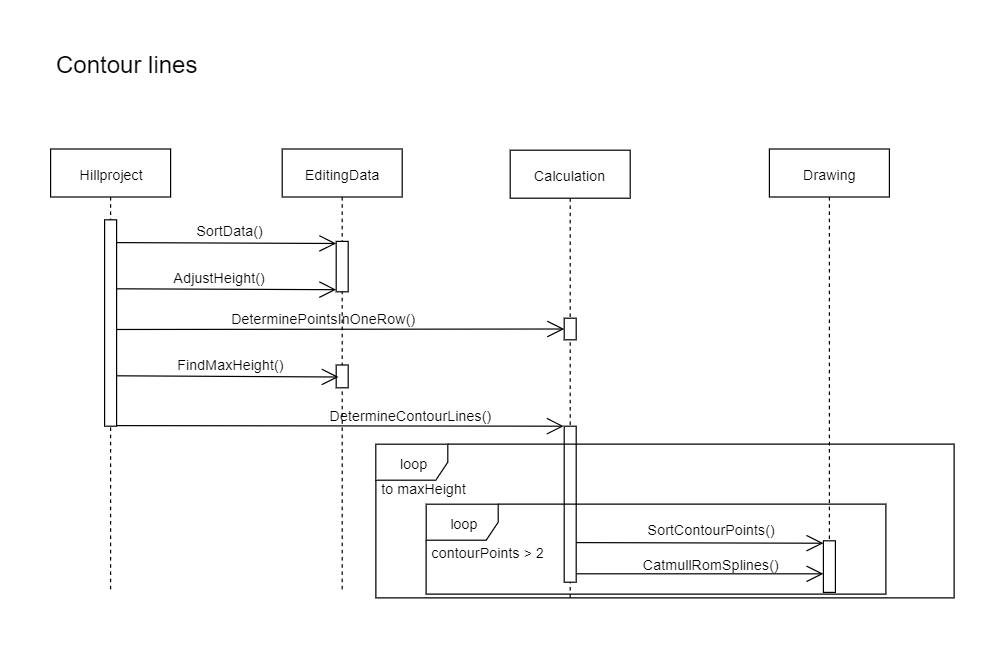 Contour lines
Hillproject
EditingData
Calculation
Drawing
SortData()
AdjustHeight()
DeterminePointsInOneRow()
FindMaxHeight()
DetermineContourLines()
loop
to maxHeight
loop
contourPoints > 2
SortContourPoints()
CatmullRomSplines()